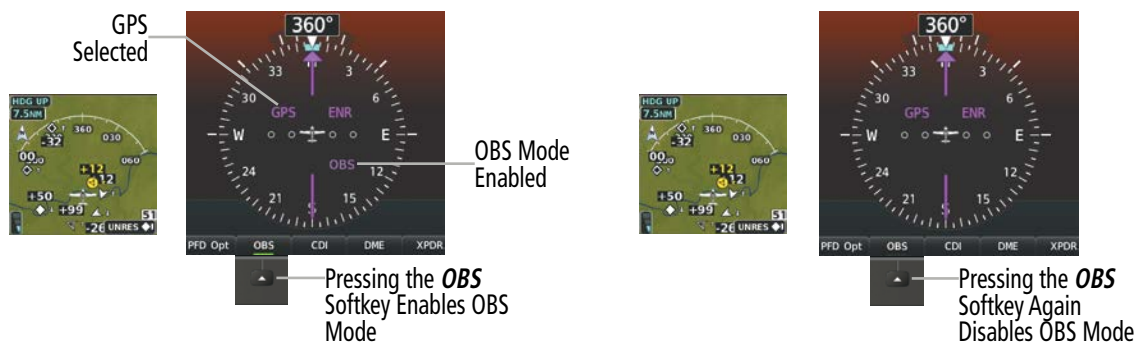 GPS
Selected
360°
33
3
30
6
GPS
ENR
W
E
OBS
24
12
21
15
S
HDG UP
7.5NM
360
030
-32
00
060
+12
+50
+99
-26
UNRES
51
PFD Opt
OBS
CDI
DME
XPDR
OBS Mode
Enabled
Pressing the OBS
Softkey Enables OBS
Mode
360°
33
3
30
6
GPS
ENR
W
E
24
12
21
15
S
HDG UP
7.5NM
360
030
-32
00
060
+12
+50
+99
-26
UNRES
51
PFD Opt
OBS
CDI
DME
XPDR
Pressing the OBS
Softkey Again
Disables OBS Mode